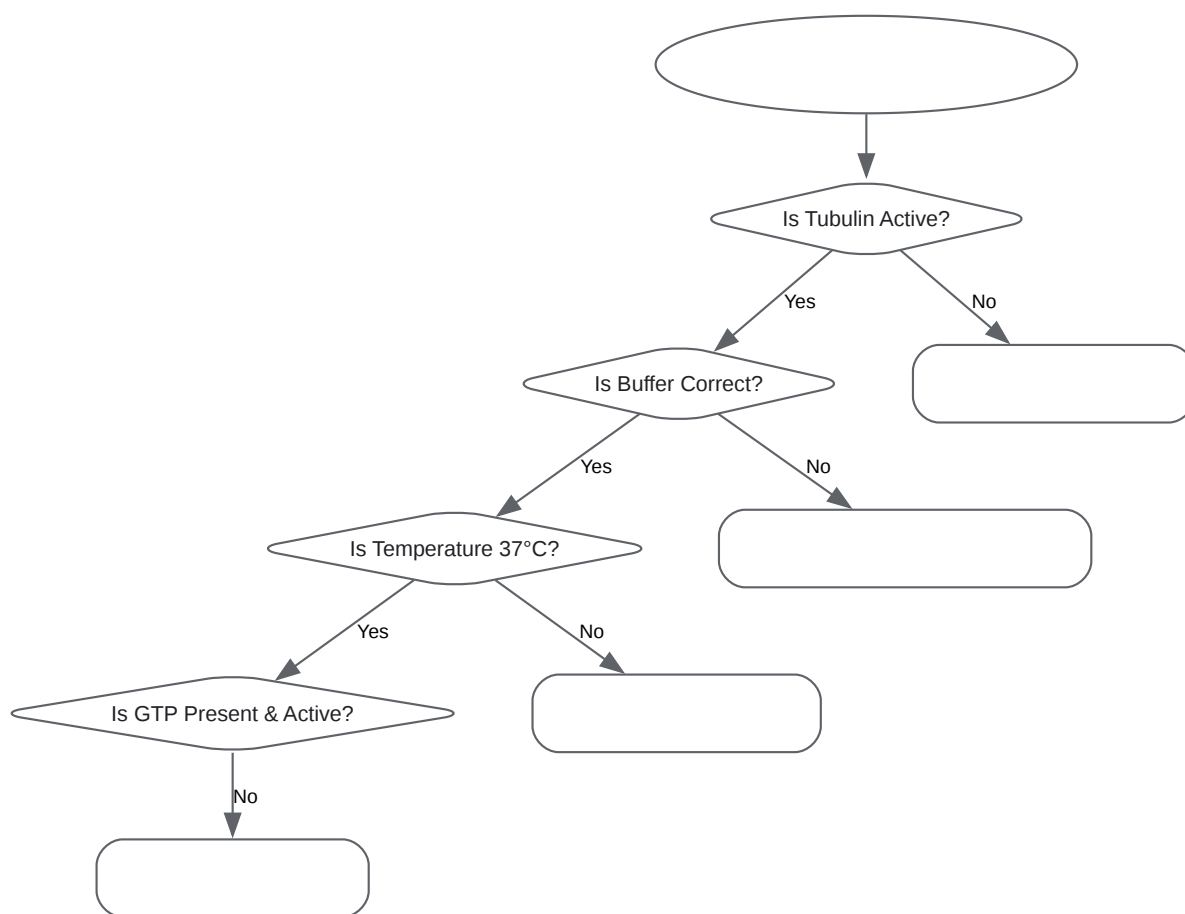 Is Tubulin Active?
Yes
No
Is Buffer Correct?
Yes
No
Is Temperature 37°C?
Yes
No
Is GTP Present & Active?
No